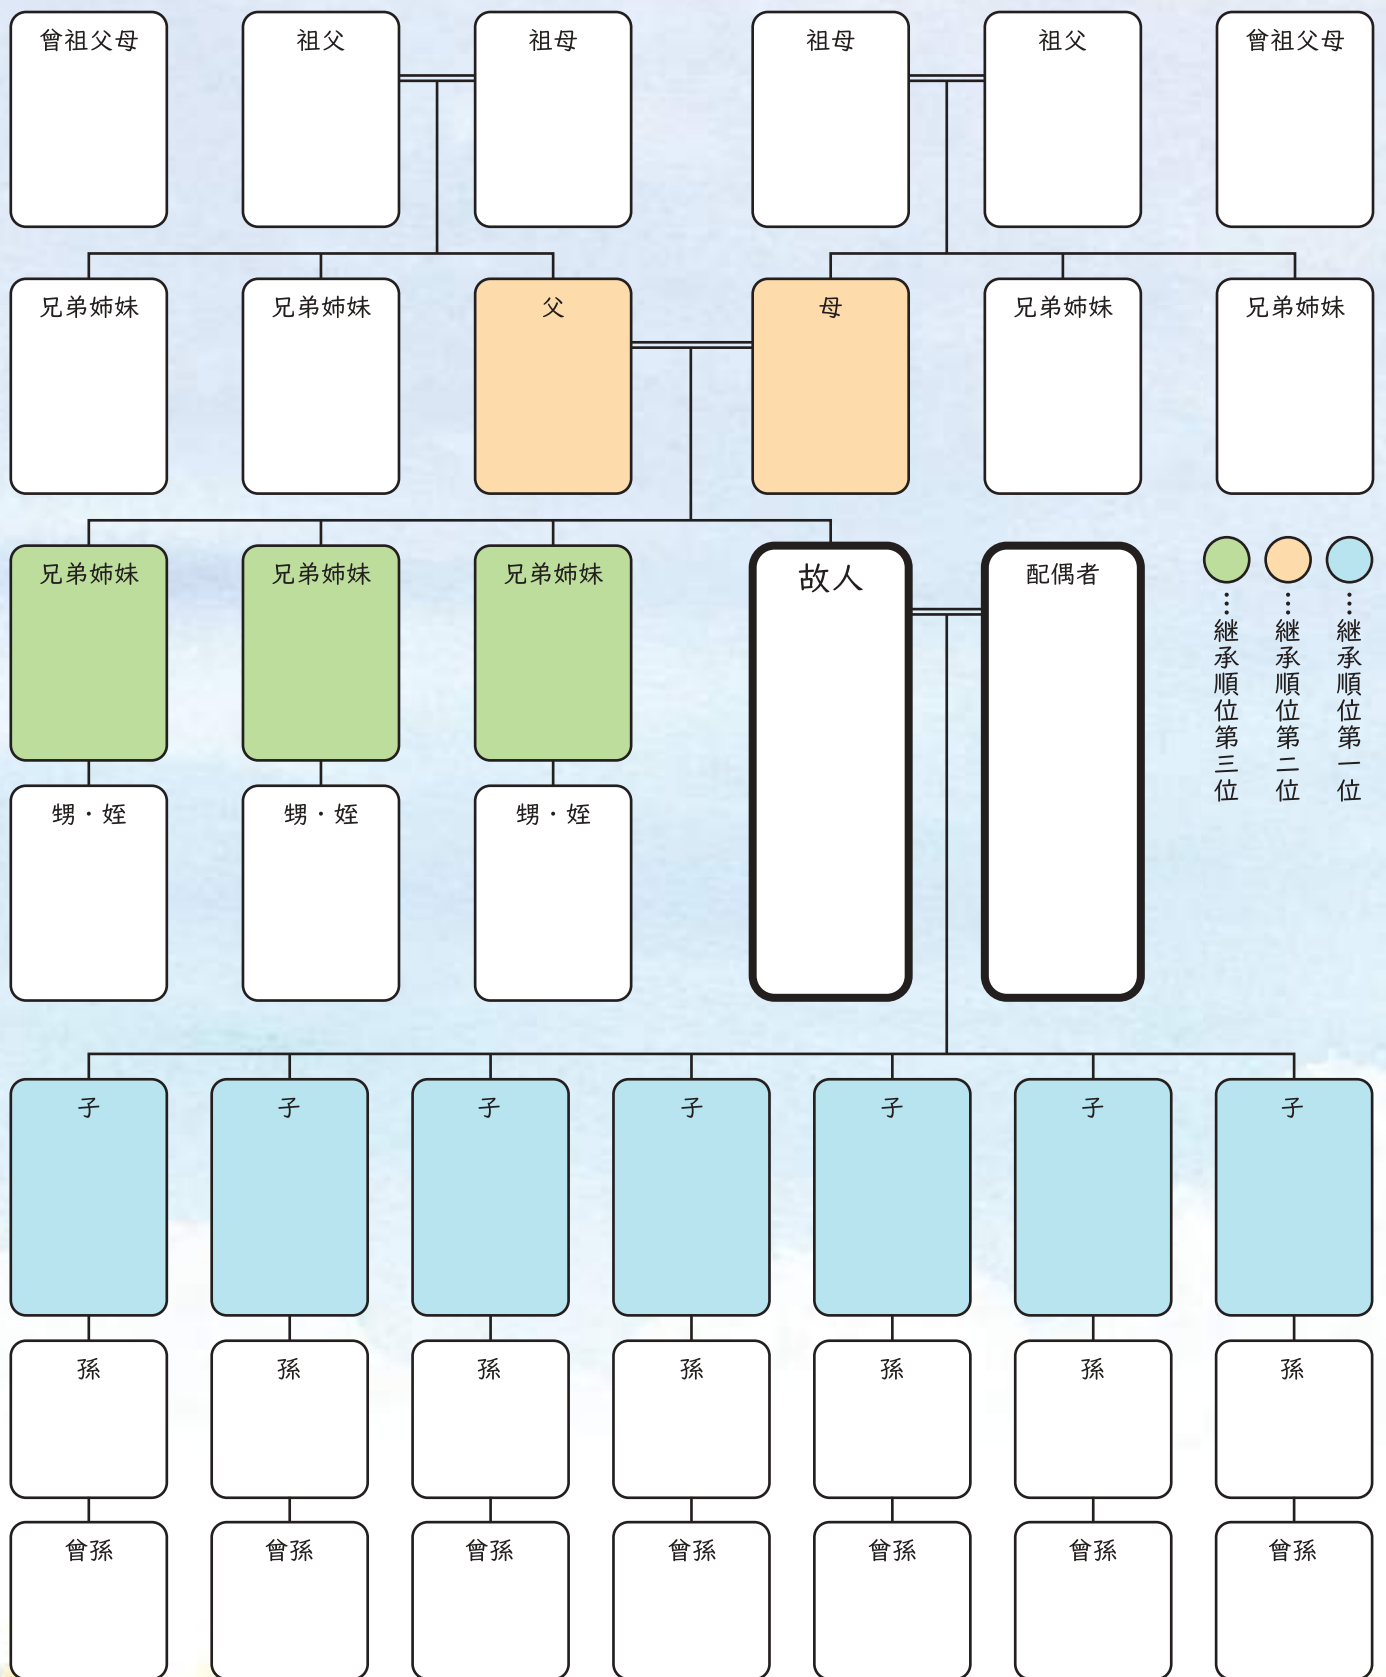 曾祖父母
祖父
祖母
祖母
祖父
曾祖父母
兄弟姉妹
兄弟姉妹
父
母
兄弟姉妹
兄弟姉妹
兄弟姉妹
兄弟姉妹
兄弟姉妹
故人
配偶者
…継承順位第一位
…継承順位第二位
…継承順位第三位
甥・姪
甥・姪
甥・姪
子
子
子
子
子
子
子
孫
孫
孫
孫
孫
孫
孫
曾孫
曾孫
曾孫
曾孫
曾孫
曾孫
曾孫